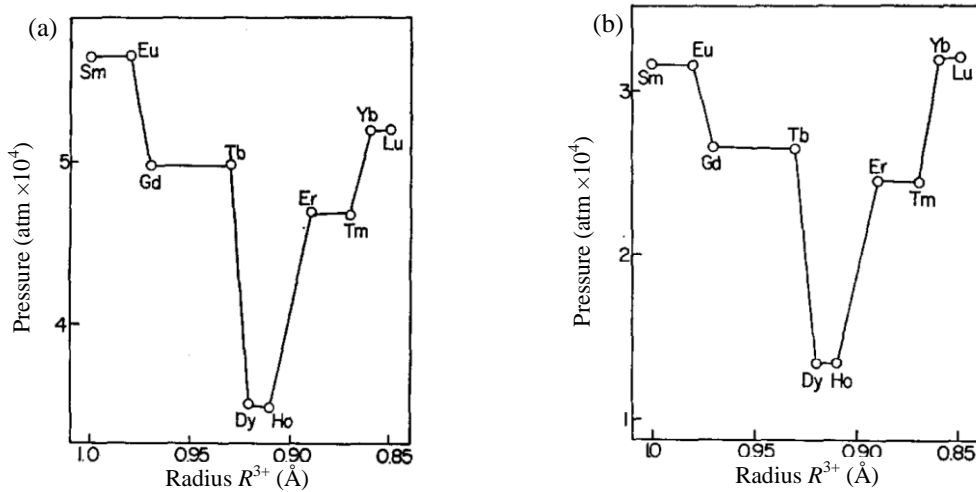 (a)
Pressure (atm ×10⁴)
5
4
Sm
Eu
Gd
Tb
Dy
Ho
Er
Tm
Yb
Lu
1.0 0.95 0.90 0.85
Radius R³⁺ (Å)
(b)
Pressure (atm ×10⁴)
3
2
1
Sm
Eu
Gd
Tb
Dy
Ho
Er
Tm
Yb
Lu
1.0 0.95 0.90 0.85
Radius R³⁺ (Å)